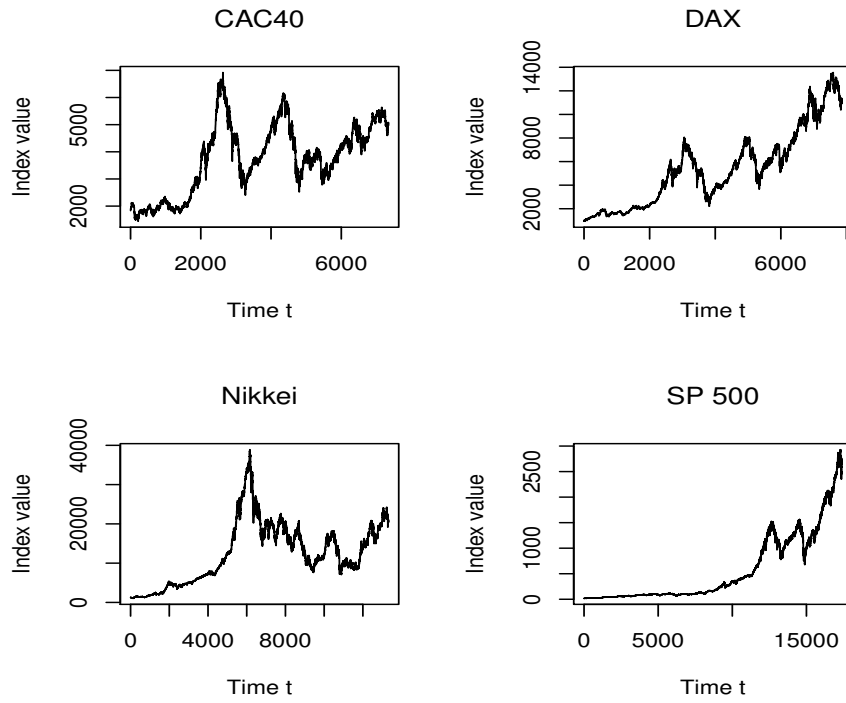 CAC40
Index value
5000
2000
0 2000 6000
Time t
DAX
Index value
14000
8000
2000
0 2000 6000
Time t
Nikkei
Index value
40000
20000
0
0 4000 8000
Time t
SP 500
Index value
2500
1000
0
0 5000 15000
Time t